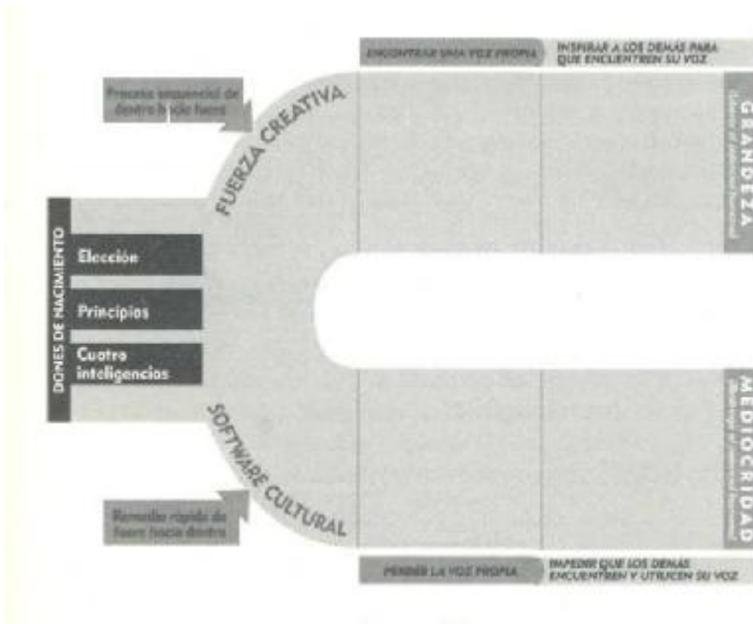 ENCONTRAR UNA VOZ PROPIA
INSPIRAR A LOS DEMÁS PARA
QUE ENCUENTREN SU VOZ
Proceso secuencial de
dentro hacia fuera
FUERZA CREATIVA
GRANDEZA
DONES DE NACIMIENTO
Elección
Principios
Cuatro
inteligencias
SOFTWARE CULTURAL
MEDIOCRIDAD
Remedio rápido de
fuera hacia dentro
PERDER LA VOZ PROPIA
IMPEDIR QUE LOS DEMÁS
ENCUENTREN Y UTILICEN SU VOZ